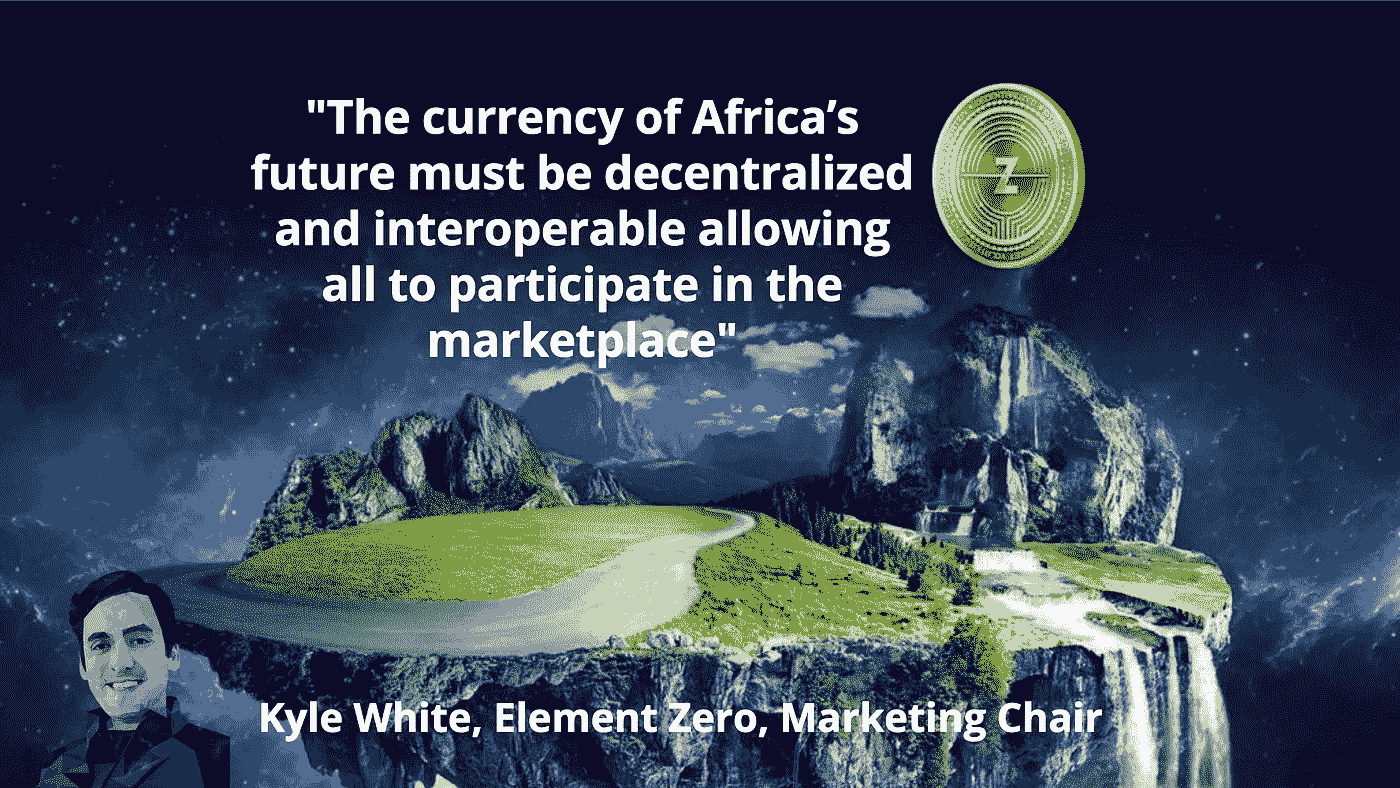 "The currency of Africa’s
future must be decentralized
and interoperable allowing
all to participate in the
marketplace"
Z
Kyle White, Element Zero, Marketing Chair